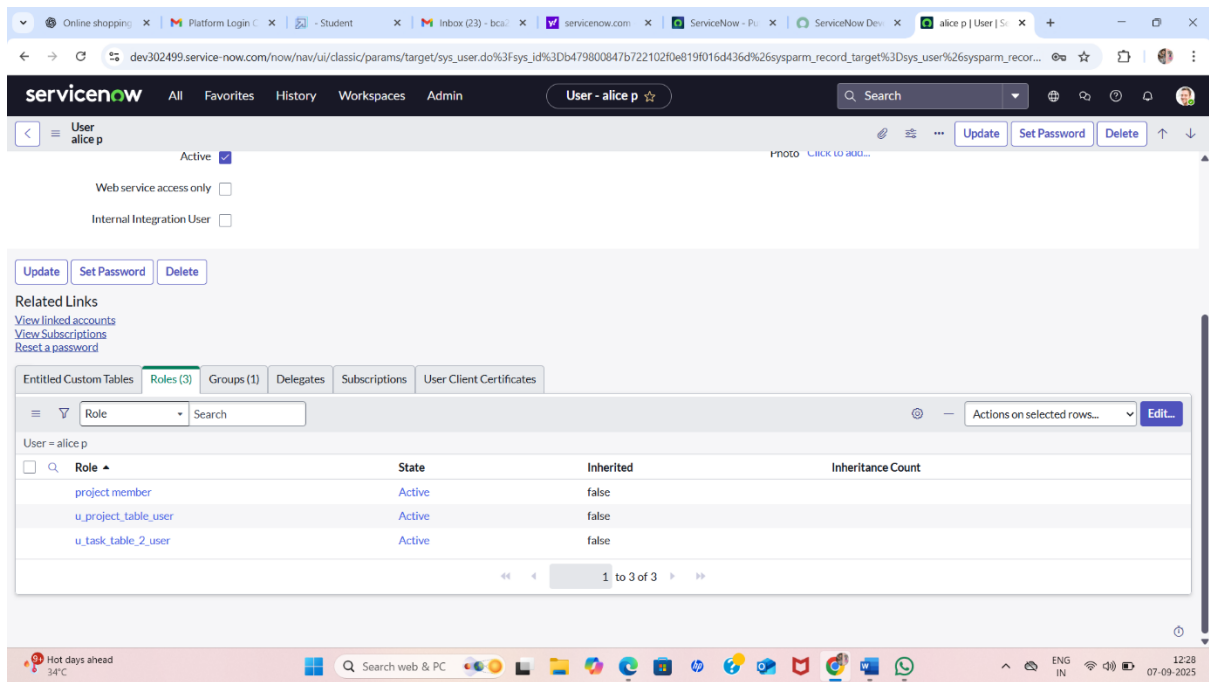 Online shopping
Platform Login C
- Student
Inbox (23) - bca2
servicenow.com
ServiceNow - Pu
ServiceNow Dev
alice p | User | Se
dev302499.service-now.com/now/nav/ui/classic/params/target/sys_user.do%3Fsys_id%3Db479800847b722102f0e819f016d436d%26sysparm_record_target%3Dsys_user%26sysparm_recor...
servicenow All Favorites History Workspaces Admin User - alice p Search
User
alice p
Update Set Password Delete
Active
Photo Click to add...
Web service access only
Internal Integration User
Update Set Password Delete
Related Links
View linked accounts
View Subscriptions
Reset a password
Entitled Custom Tables Roles (3) Groups (1) Delegates Subscriptions User Client Certificates
Role Search Actions on selected rows... Edit...
User = alice p
Role State Inherited Inheritance Count
project member Active false
u_project_table_user Active false
u_task_table_2_user Active false
1 to 3 of 3
9+ Hot days ahead
34°C
Search web & PC
ENG
IN
12:28
07-09-2025